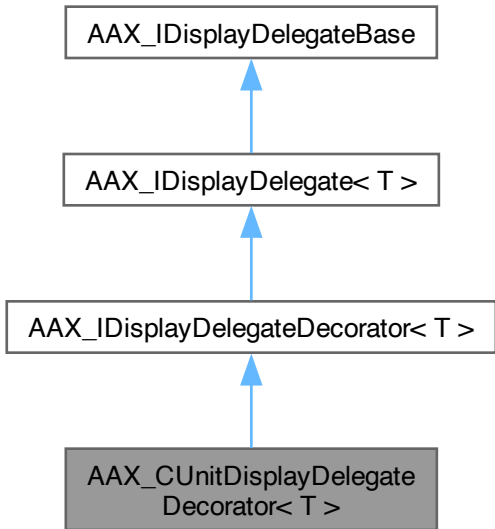 AAX_IDisplayDelegateBase
AAX_IDisplayDelegate< T >
AAX_IDisplayDelegateDecorator< T >
AAX_CUnitDisplayDelegate
Decorator< T >